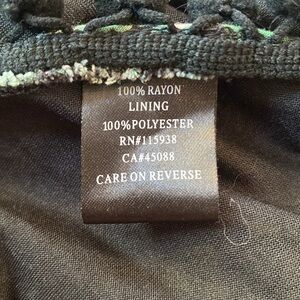 100% RAYON
LINING
100%POLYESTER
RN#115938
CA#45088
CARE ON REVERSE